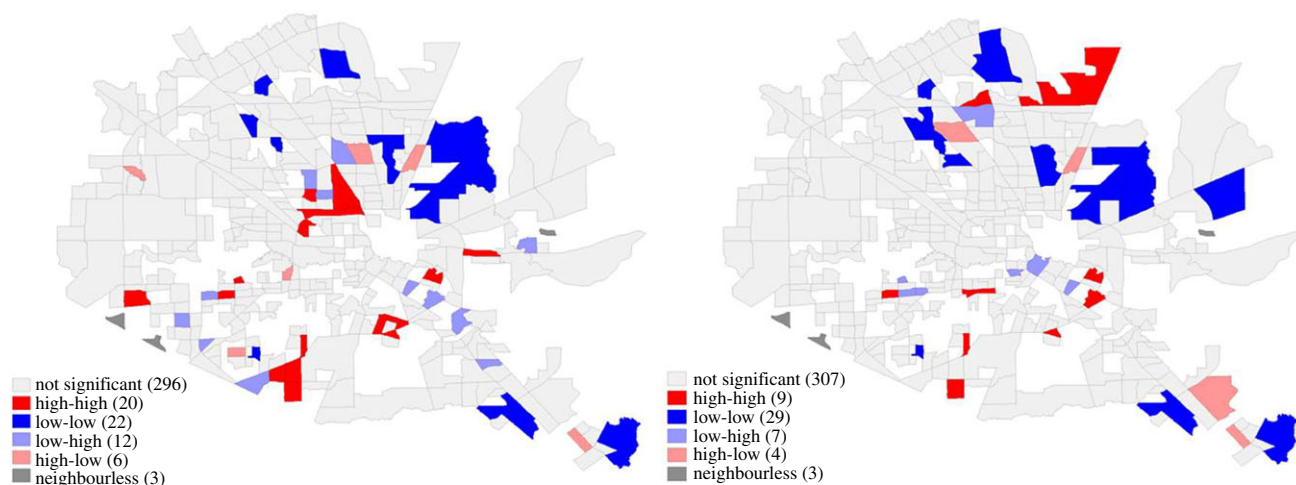 not significant (296)
high-high (20)
low-low (22)
low-high (12)
high-low (6)
neighbourless (3)
not significant (307)
high-high (9)
low-low (29)
low-high (7)
high-low (4)
neighbourless (3)